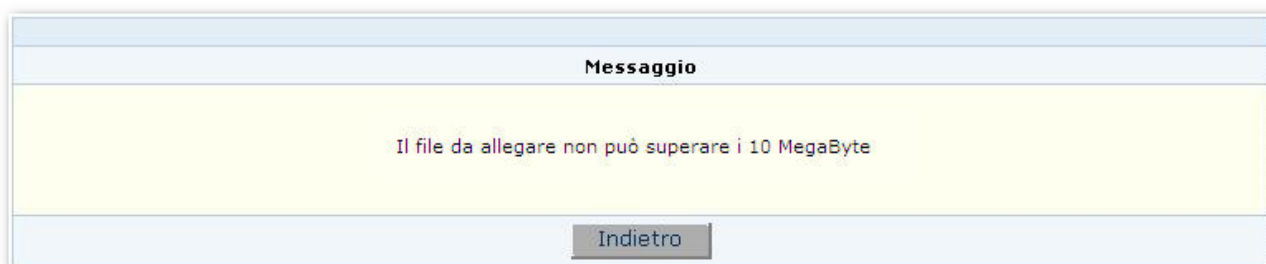 Messaggio
Il file da allegare non può superare i 10 MegaByte
Indietro